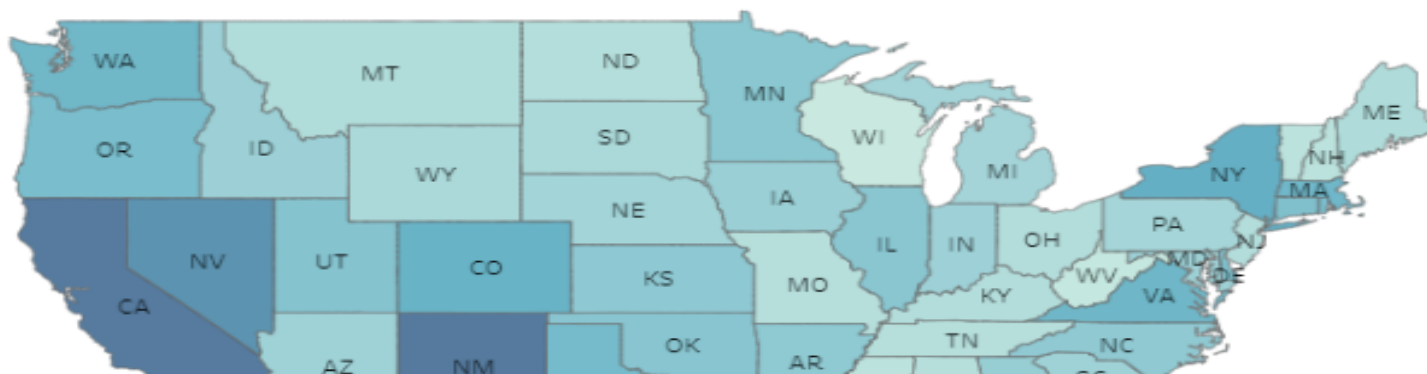 WA
MT
ND
MN
OR
ID
WY
SD
WI
MI
NY
NH
ME
MA
NE
IA
IL
IN
OH
PA
NJ
NV
UT
CO
KS
MO
WV
MD
DE
VA
KY
CA
AZ
NM
OK
AR
TN
NC